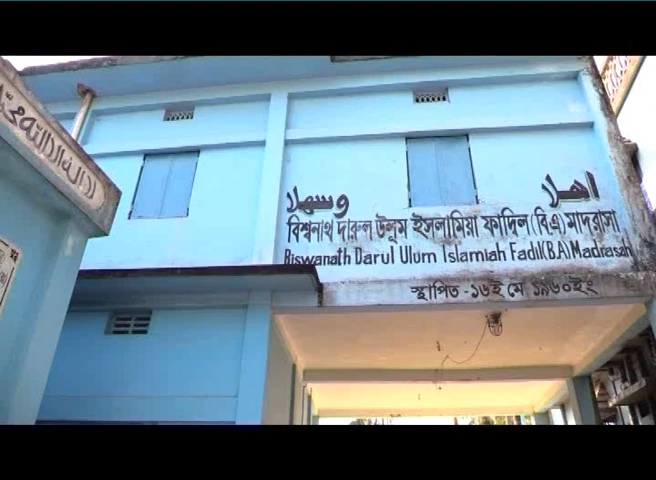 اهلا وسهلا
বিশ্বনাথ দারুল উলূম ইসলামিয়া ফাদিল (বিএ) মাদরাসা
Biswanath Darul Ulum Islamiah Fadil(B.A) Madrasah
স্থাপিত - ১৬ই মে ১৯৬০ইং